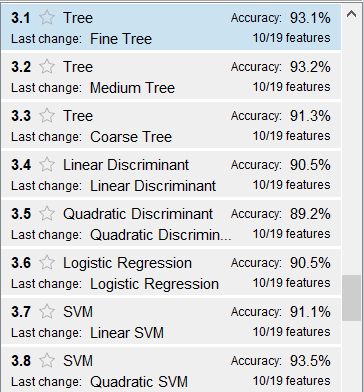 3.1 Tree Accuracy: 93.1%
Last change: Fine Tree 10/19 features
3.2 Tree Accuracy: 93.2%
Last change: Medium Tree 10/19 features
3.3 Tree Accuracy: 91.3%
Last change: Coarse Tree 10/19 features
3.4 Linear Discriminant Accuracy: 90.5%
Last change: Linear Discriminant 10/19 features
3.5 Quadratic Discriminant Accuracy: 89.2%
Last change: Quadratic Discrimin... 10/19 features
3.6 Logistic Regression Accuracy: 90.5%
Last change: Logistic Regression 10/19 features
3.7 SVM Accuracy: 91.1%
Last change: Linear SVM 10/19 features
3.8 SVM Accuracy: 93.5%
Last change: Quadratic SVM 10/19 features